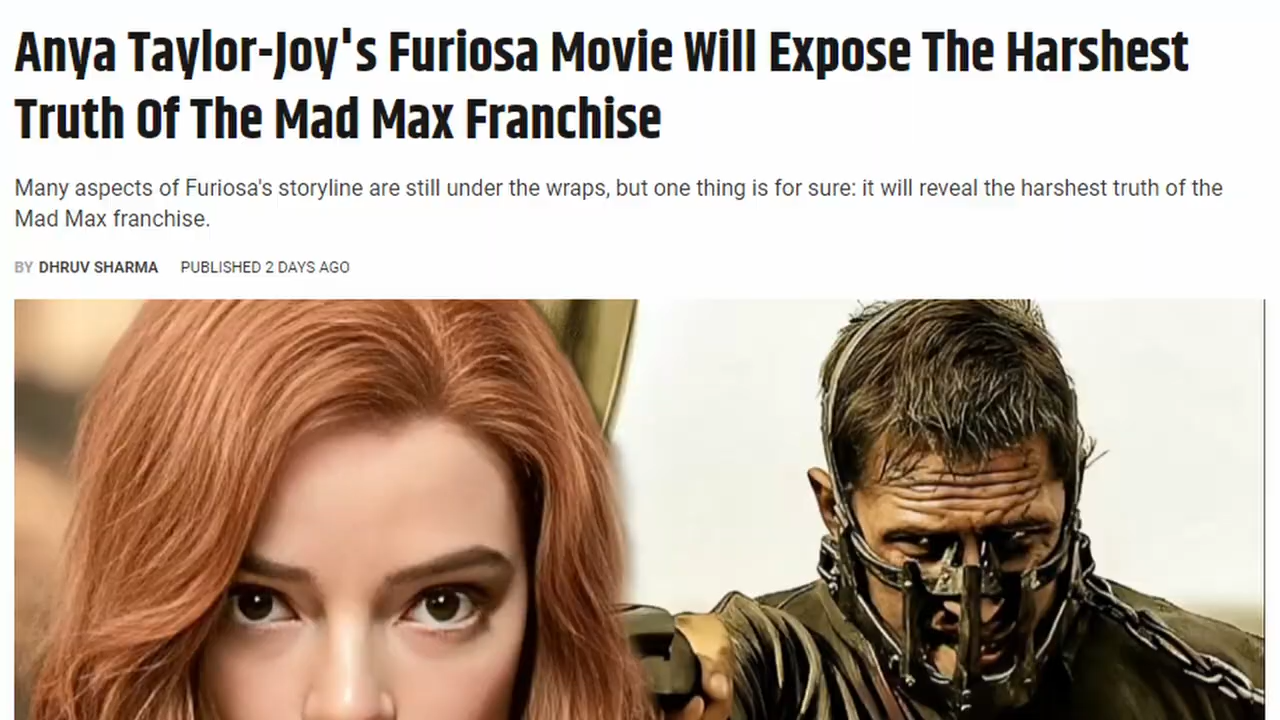 Anya Taylor-Joy's Furiosa Movie Will Expose The Harshest
Truth Of The Mad Max Franchise
Many aspects of Furiosa's storyline are still under the wraps, but one thing is for sure: it will reveal the harshest truth of the
Mad Max franchise.
BY DHRUV SHARMA PUBLISHED 2 DAYS AGO